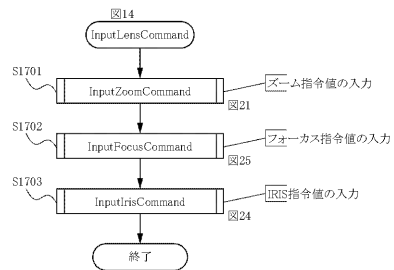 図14
InputLensCommand
S1701
InputZoomCommand
ズーム指令値の入力
図21
S1702
InputFocusCommand
フォーカス指令値の入力
図25
S1703
InputIrisCommand
IRIS指令値の入力
図24
終了